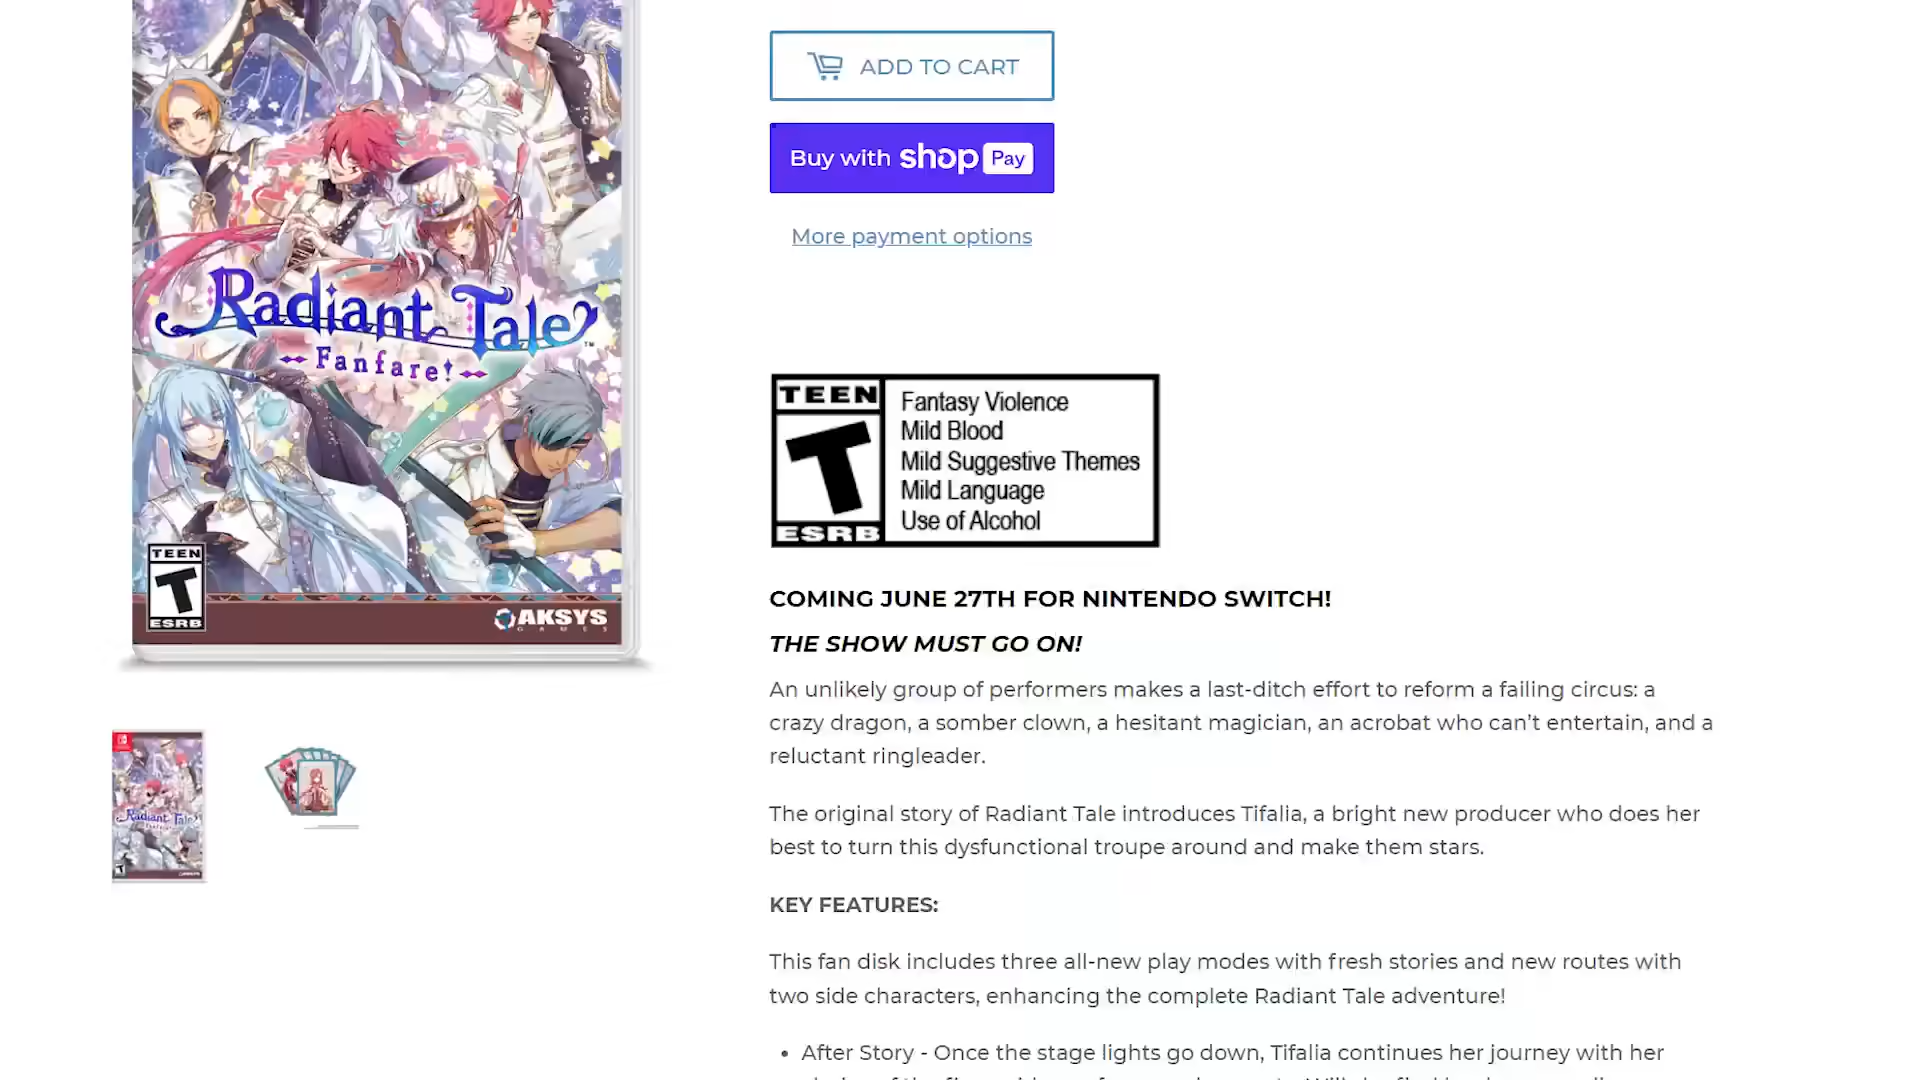 Radiant Tale
Fanfare!
TEEN
T
ESRB
AKSYS
GAMES
ADD TO CART
Buy with shop Pay
More payment options
TEEN
T
ESRB
Fantasy Violence
Mild Blood
Mild Suggestive Themes
Mild Language
Use of Alcohol
COMING JUNE 27TH FOR NINTENDO SWITCH!
THE SHOW MUST GO ON!
An unlikely group of performers makes a last-ditch effort to reform a failing circus: a
crazy dragon, a somber clown, a hesitant magician, an acrobat who can’t entertain, and a
reluctant ringleader.
The original story of Radiant Tale introduces Tifalia, a bright new producer who does her
best to turn this dysfunctional troupe around and make them stars.
KEY FEATURES:
This fan disk includes three all-new play modes with fresh stories and new routes with
two side characters, enhancing the complete Radiant Tale adventure!
• After Story - Once the stage lights go down, Tifalia continues her journey with her
Radiant Tale